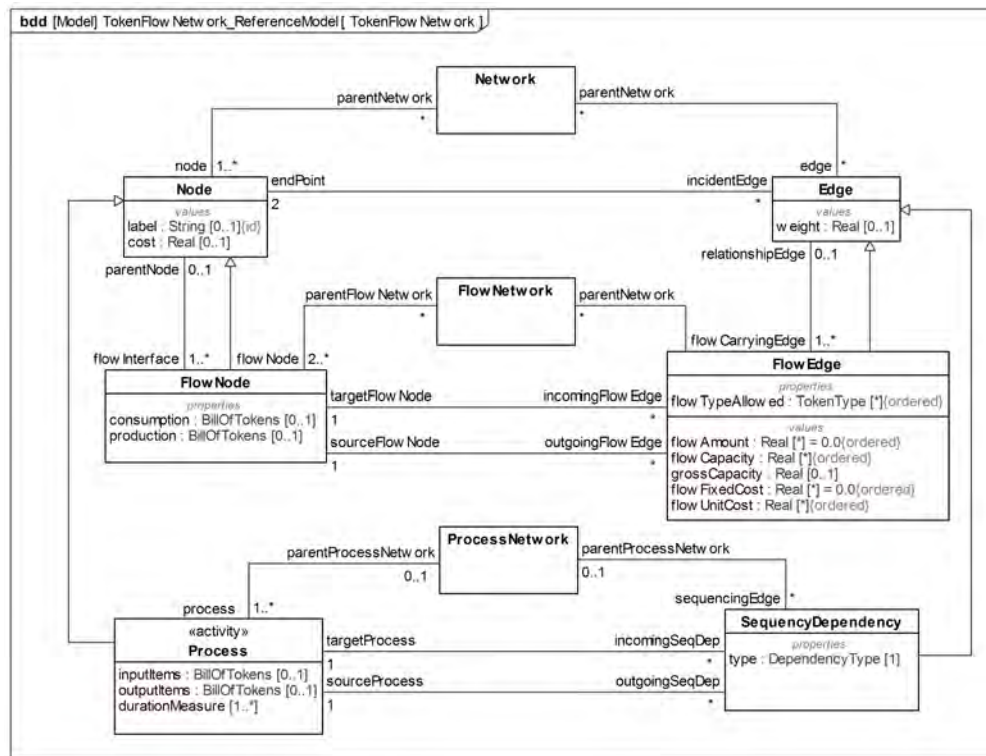 bdd [Model] TokenFlow Network_ReferenceModel[ TokenFlow Network ]
Network
parentNetwork
parentNetwork
*
*
node
1..*
edge
*
Node
values
label : String [0..1]{id}
cost : Real [0..1]
endPoint
2
incidentEdge
*
Edge
values
weight : Real [0..1]
parentNode
0..1
relationshipEdge
0..1
FlowNetwork
parentFlowNetwork
*
parentNetwork
*
flowInterface
1..*
flowNode
2..*
flowCarryingEdge
1..*
FlowNode
properties
consumption : BillOfTokens [0..1]
production : BillOfTokens [0..1]
targetFlowNode
1
incomingFlowEdge
*
sourceFlowNode
1
outgoingFlowEdge
*
FlowEdge
properties
flowTypeAllowed : TokenType [*]{ordered}
values
flowAmount : Real [*] = 0.0{ordered}
flowCapacity : Real [*]{ordered}
grossCapacity : Real [0..1]
flowFixedCost : Real [*] = 0.0{ordered}
flowUnitCost : Real [*]{ordered}
ProcessNetwork
parentProcessNetwork
0..1
parentProcessNetwork
0..1
process
1..*
sequencingEdge
*
«activity»
Process
inputItems : BillOfTokens [0..1]
outputItems : BillOfTokens [0..1]
durationMeasure [1..*]
targetProcess
1
incomingSeqDep
*
sourceProcess
1
outgoingSeqDep
*
SequencyDependency
properties
type : DependencyType [1]